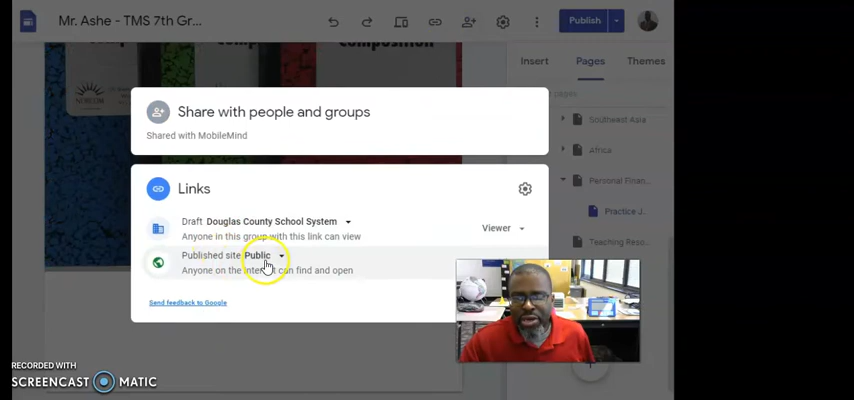 Mr. Ashe - TMS 7th Gr...
Publish
Composition
Insert
Pages
Themes
Share with people and groups
Shared with MobileMind
Southwest Asia
Africa
Personal Financ...
Practice J...
Teaching Reso...
Links
Draft Douglas County School System
Anyone in this group with this link can view
Viewer
Published site Public
Anyone on the Internet can find and open
Send feedback to Google
RECORDED WITH
SCREENCAST MATIC